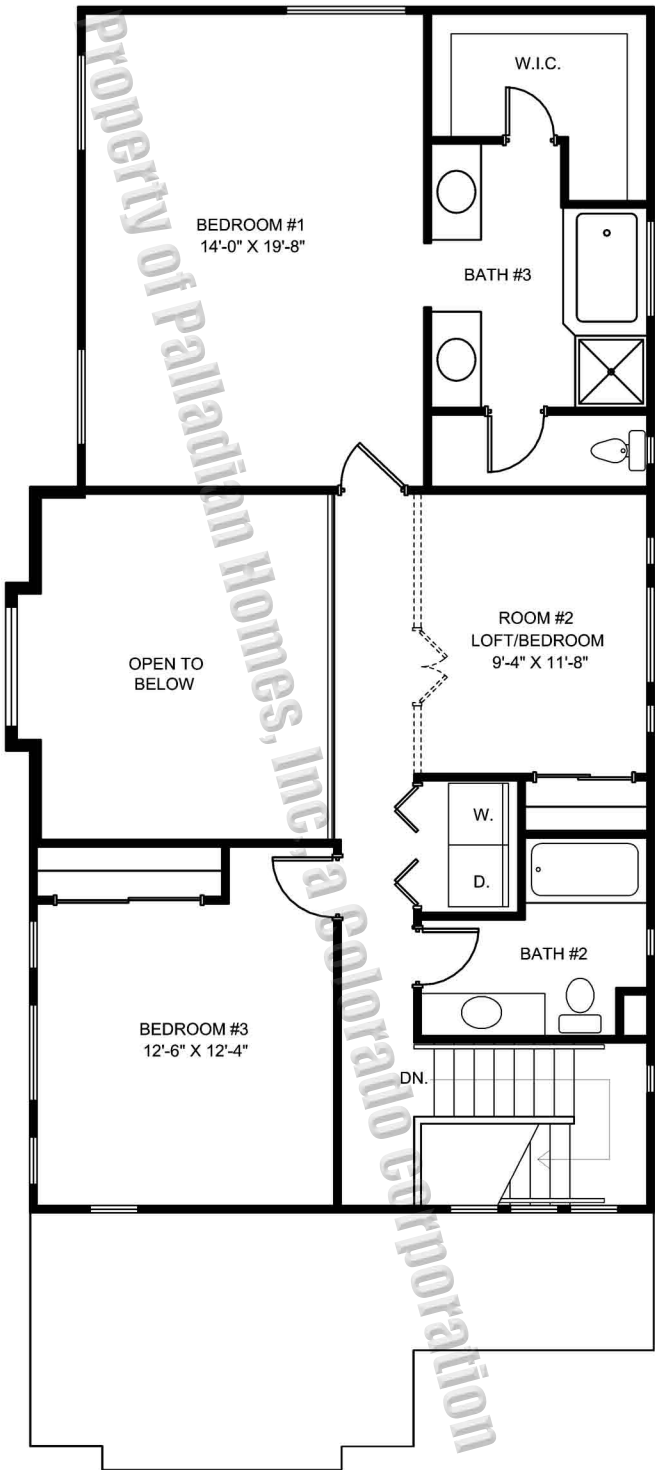 W.I.C.
BEDROOM #1
14'-0" X 19'-8"
BATH #3
ROOM #2
LOFT/BEDROOM
9'-4" X 11'-8"
OPEN TO
BELOW
W.
D.
BATH #2
BEDROOM #3
12'-6" X 12'-4"
DN.
Property of Palladian Homes, Inc., a Colorado Corporation